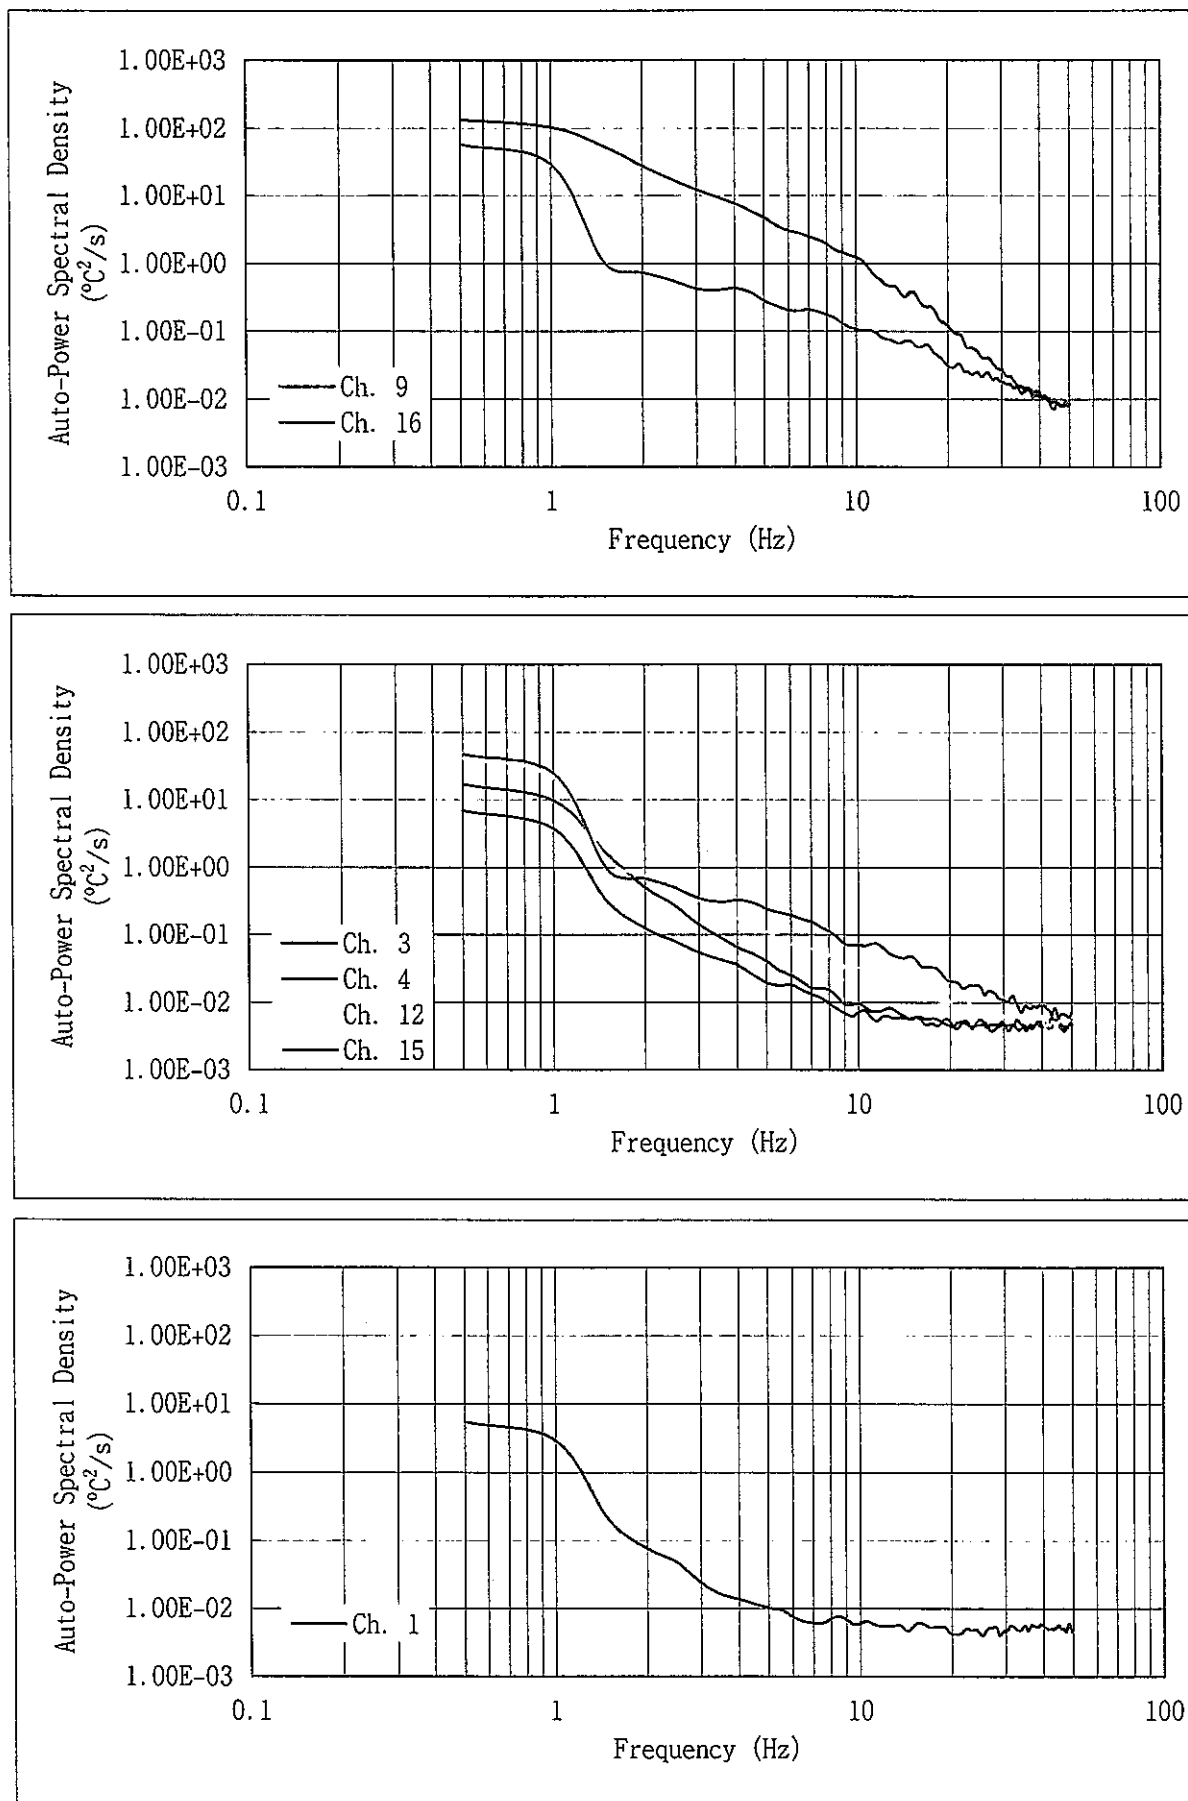 1.00E+03
1.00E+02
1.00E+01
1.00E+00
1.00E-01
1.00E-02
1.00E-03
Auto-Power Spectral Density
(°C²/s)
Ch. 9
Ch. 16
0.1 1 10 100
Frequency (Hz)
1.00E+03
1.00E+02
1.00E+01
1.00E+00
1.00E-01
1.00E-02
1.00E-03
Auto-Power Spectral Density
(°C²/s)
Ch. 3
Ch. 4
Ch. 12
Ch. 15
0.1 1 10 100
Frequency (Hz)
1.00E+03
1.00E+02
1.00E+01
1.00E+00
1.00E-01
1.00E-02
1.00E-03
Auto-Power Spectral Density
(°C²/s)
Ch. 1
0.1 1 10 100
Frequency (Hz)